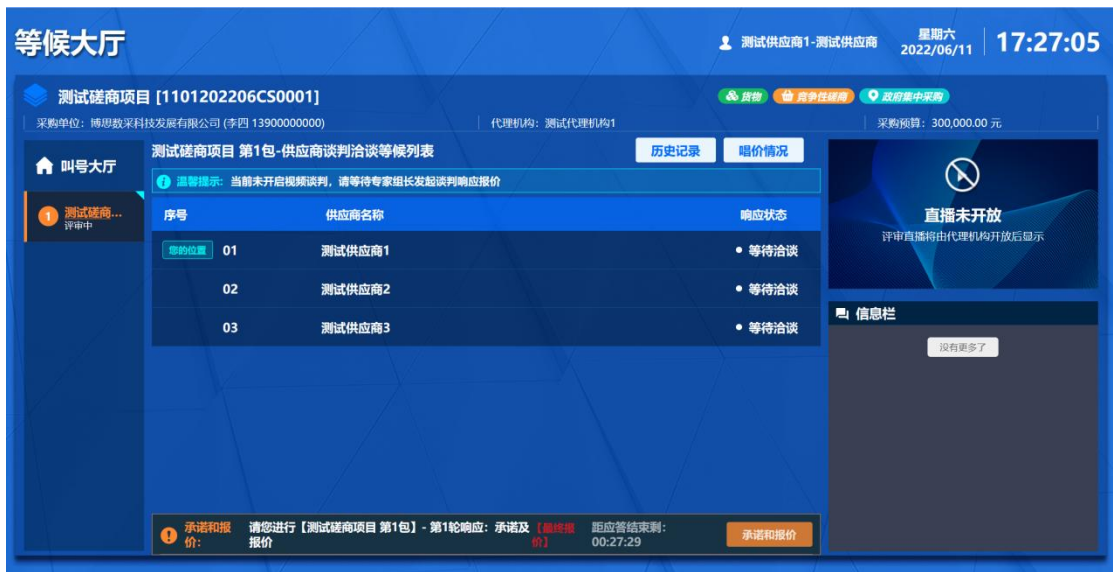 等候大厅
测试供应商1-测试供应商
星期六
2022/06/11
17:27:05
测试磋商项目 [1101202206CS0001]
货物
竞争性磋商
政府集中采购
采购单位：博思数采科技发展有限公司 (李四 13900000000)
代理机构：测试代理机构1
采购预算：300,000.00 元
叫号大厅
1 测试磋商...
评审中
测试磋商项目 第1包-供应商谈判洽谈等候列表
历史记录
唱价情况
温馨提示：当前未开启视频谈判，请等待专家组长发起谈判响应报价
序号 供应商名称 响应状态
您的位置 01 测试供应商1 等待洽谈
02 测试供应商2 等待洽谈
03 测试供应商3 等待洽谈
承诺和报
价：
请您进行【测试磋商项目 第1包】- 第1轮响应：承诺及【最终报
报价 价】
距应答结束剩：
00:27:29
承诺和报价
直播未开放
评审直播将由代理机构开放后显示
信息栏
没有更多了